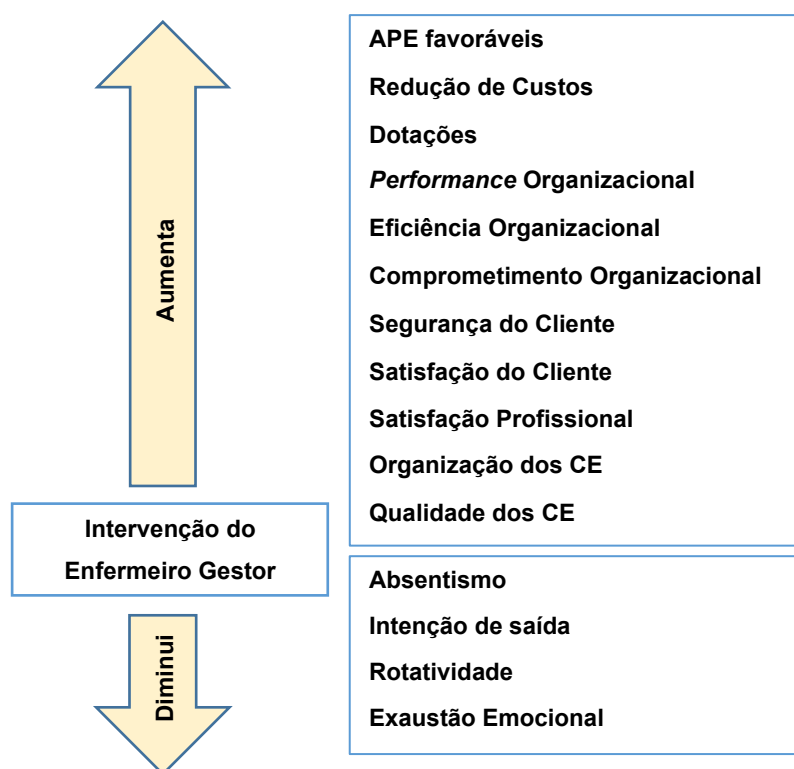 APE favoráveis
Redução de Custos
Dotações
Performance Organizacional
Eficiência Organizacional
Comprometimento Organizacional
Segurança do Cliente
Satisfação do Cliente
Satisfação Profissional
Organização dos CE
Qualidade dos CE
Aumenta
Intervenção do
Enfermeiro Gestor
Absentismo
Intenção de saída
Rotatividade
Exaustão Emocional
Diminui